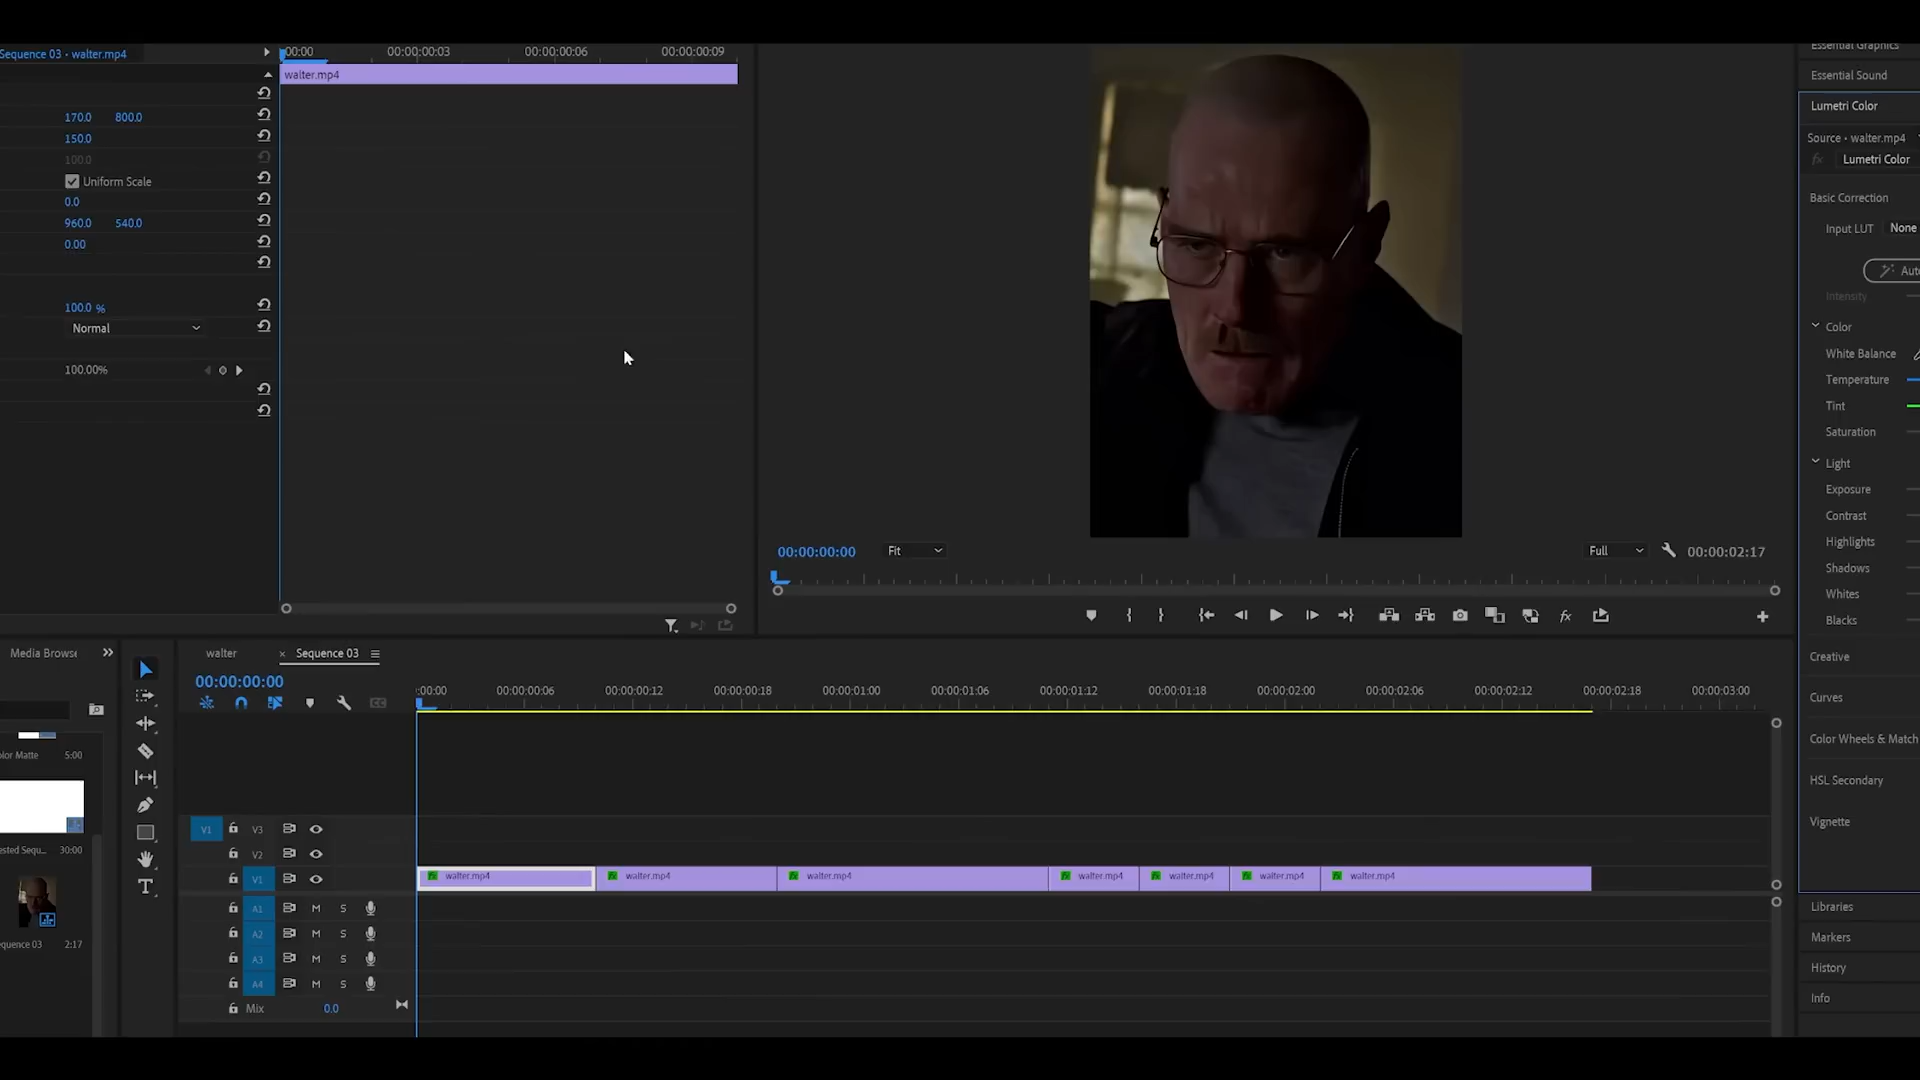 Sequence 03 • walter.mp4
00:00 00:00:00:03 00:00:00:06 00:00:00:09
walter.mp4
170.0 800.0
150.0
100.0
Uniform Scale
0.0
960.0 540.0
0.00
100.0 %
Normal
100.00%
00:00:00:00 Fit Full 00:00:02:17
Essential Graphics
Essential Sound
Lumetri Color
Source • walter.mp4
fx Lumetri Color
Basic Correction
Input LUT None
Auto
Intensity
Color
White Balance
Temperature
Tint
Saturation
Light
Exposure
Contrast
Highlights
Shadows
Whites
Blacks
Creative
Curves
Color Wheels & Match
HSL Secondary
Vignette
Libraries
Markers
History
Info
Media Browse
olor Matte 5:00
ested Sequ... 30:00
equence 03 2:17
walter × Sequence 03
00:00:00:00
:00:00 00:00:00:06 00:00:00:12 00:00:00:18 00:00:01:00 00:00:01:06 00:00:01:12 00:00:01:18 00:00:02:00 00:00:02:06 00:00:02:12 00:00:02:18 00:00:03:00
V1 V3
V2
V1 walter.mp4 walter.mp4 walter.mp4 walter.mp4 walter.mp4 walter.mp4 walter.mp4
A1 M S
A2 M S
A3 M S
A4 M S
Mix 0.0